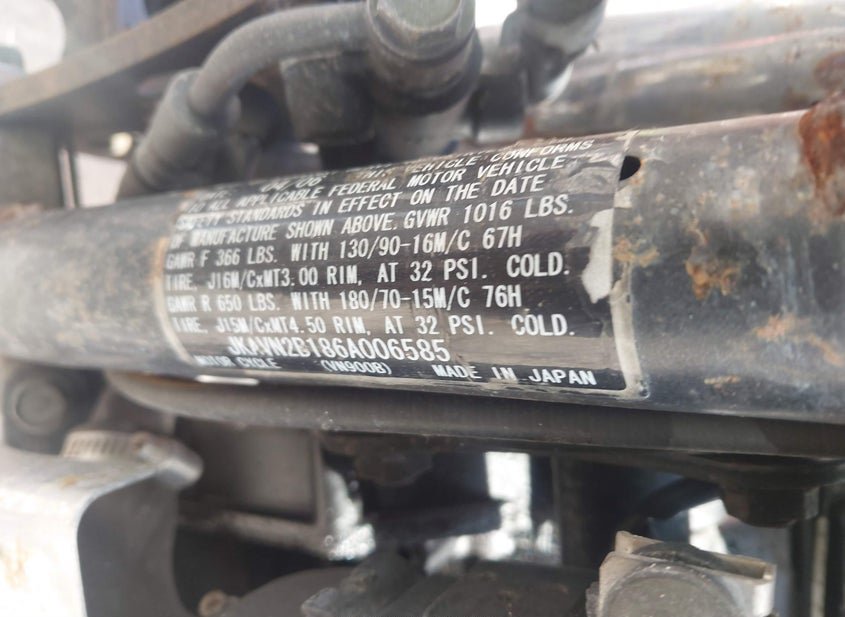 04/06
VEHICLE CONFORMS
TO ALL APPLICABLE FEDERAL MOTOR VEHICLE
SAFETY STANDARDS IN EFFECT ON THE DATE
OF MANUFACTURE SHOWN ABOVE. GVWR 1016 LBS.
GAWR F 366 LBS. WITH 130/90-16M/C 67H
TIRE, J16M/CxMT3.00 RIM, AT 32 PSI. COLD.
GAWR R 650 LBS. WITH 180/70-15M/C 76H
TIRE, J15M/CxMT4.50 RIM, AT 32 PSI. COLD.
JKAVN2B186A006585
MOTOR CYCLE (VN900B) MADE IN JAPAN